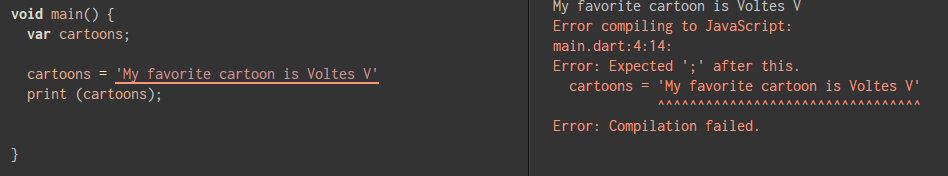 void main() {
  var cartoons;
  cartoons = 'My favorite cartoon is Voltes V'
  print (cartoons);
}
My favorite cartoon is Voltes V
Error compiling to JavaScript:
main.dart:4:14:
Error: Expected ';' after this.
  cartoons = 'My favorite cartoon is Voltes V'
             ^^^^^^^^^^^^^^^^^^^^^^^^^^^^^^^^^
Error: Compilation failed.